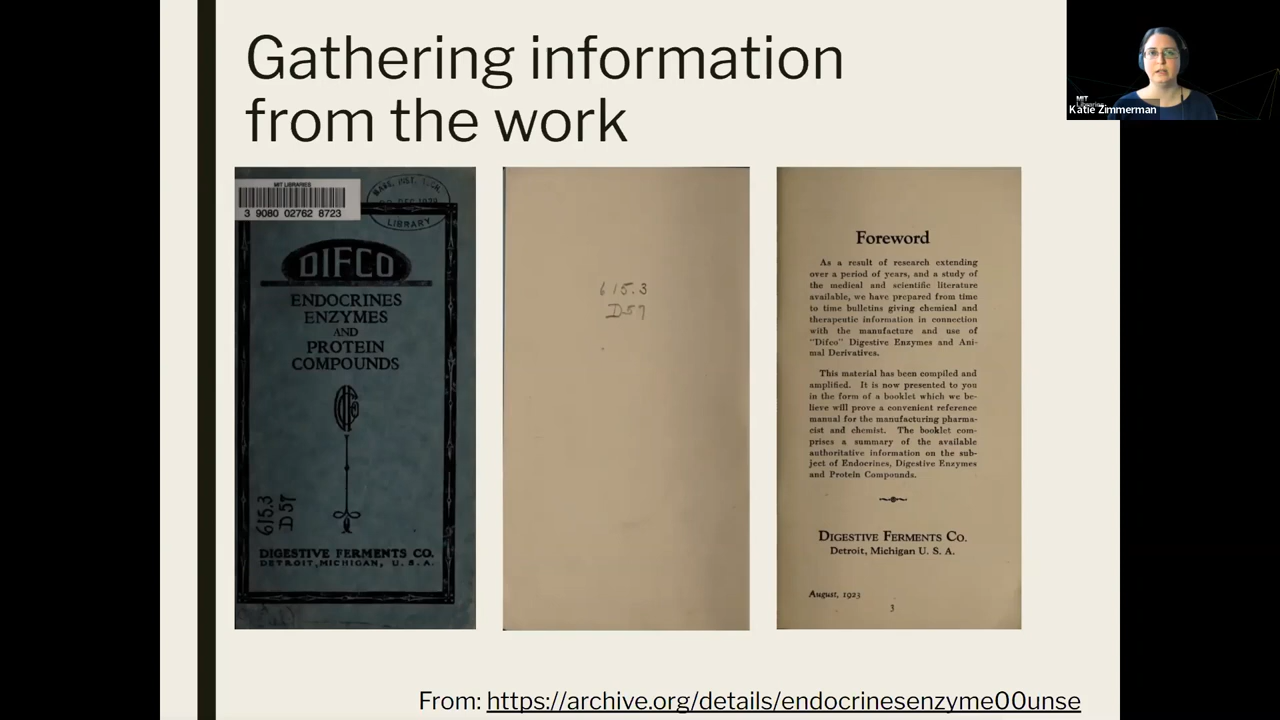 Gathering information
from the work
MIT
Katie Zimmerman
MIT LIBRARIES
3 9080 02762 8723
MASS. INST. TECH.
DEC 1939
LIBRARY
DIFCO
ENDOCRINES
ENZYMES
AND
PROTEIN
COMPOUNDS
615.3
D57
DIGESTIVE FERMENTS CO.
DETROIT, MICHIGAN, U. S. A.
615.3
D57
Foreword
As a result of research extending
over a period of years, and a study of
the medical and scientific literature
available, we have prepared from time
to time bulletins giving chemical and
therapeutic information in connection
with the manufacture and use of
"Difco" Digestive Enzymes and Ani-
mal Derivatives.
This material has been compiled and
amplified. It is now presented to you
in the form of a booklet which we be-
lieve will prove a convenient reference
manual for the manufacturing pharma-
cist and chemist. The booklet com-
prises a summary of the available
authoritative information on the sub-
ject of Endocrines, Digestive Enzymes
and Protein Compounds.
DIGESTIVE FERMENTS CO.
Detroit, Michigan U. S. A.
August, 1923
3
From: https://archive.org/details/endocrinesenzyme00unse